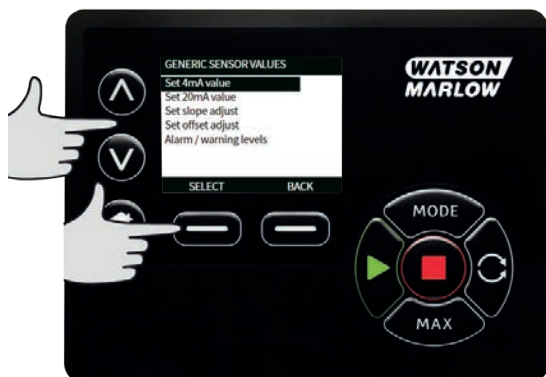 GENERIC SENSOR VALUES
Set 4mA value
Set 20mA value
Set slope adjust
Set offset adjust
Alarm / warning levels
SELECT BACK
WATSON
MARLOW
MODE
MAX